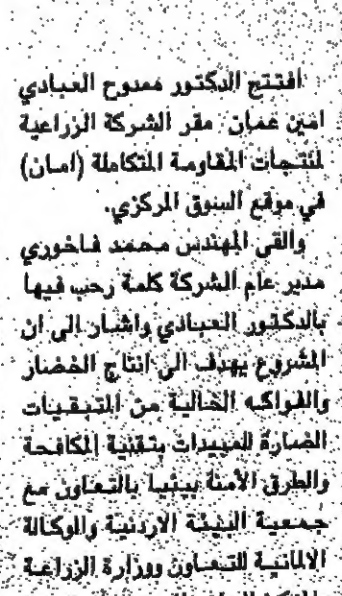 افتتح الدكتور ممدوح العبادي
امين عمان مقر الشركة الزراعية
لمنتجات المقاومة المتكاملة (امان)
في موقع السوق المركزي.
والقى المهندس محمد فاخوري
مدير عام الشركة كلمة رحب فيها
بالدكتور العبادي واشار الى ان
المشروع يهدف الى انتاج الخضار
والفواكه الخالية من المتبقيات
الضارة للمبيدات بتقنية المكافحة
والطرق الآمنة بيئيا بالتعاون مع
جمعية البيئة الاردنية والوكالة
الالمانية للتعاون ووزارة الزراعة